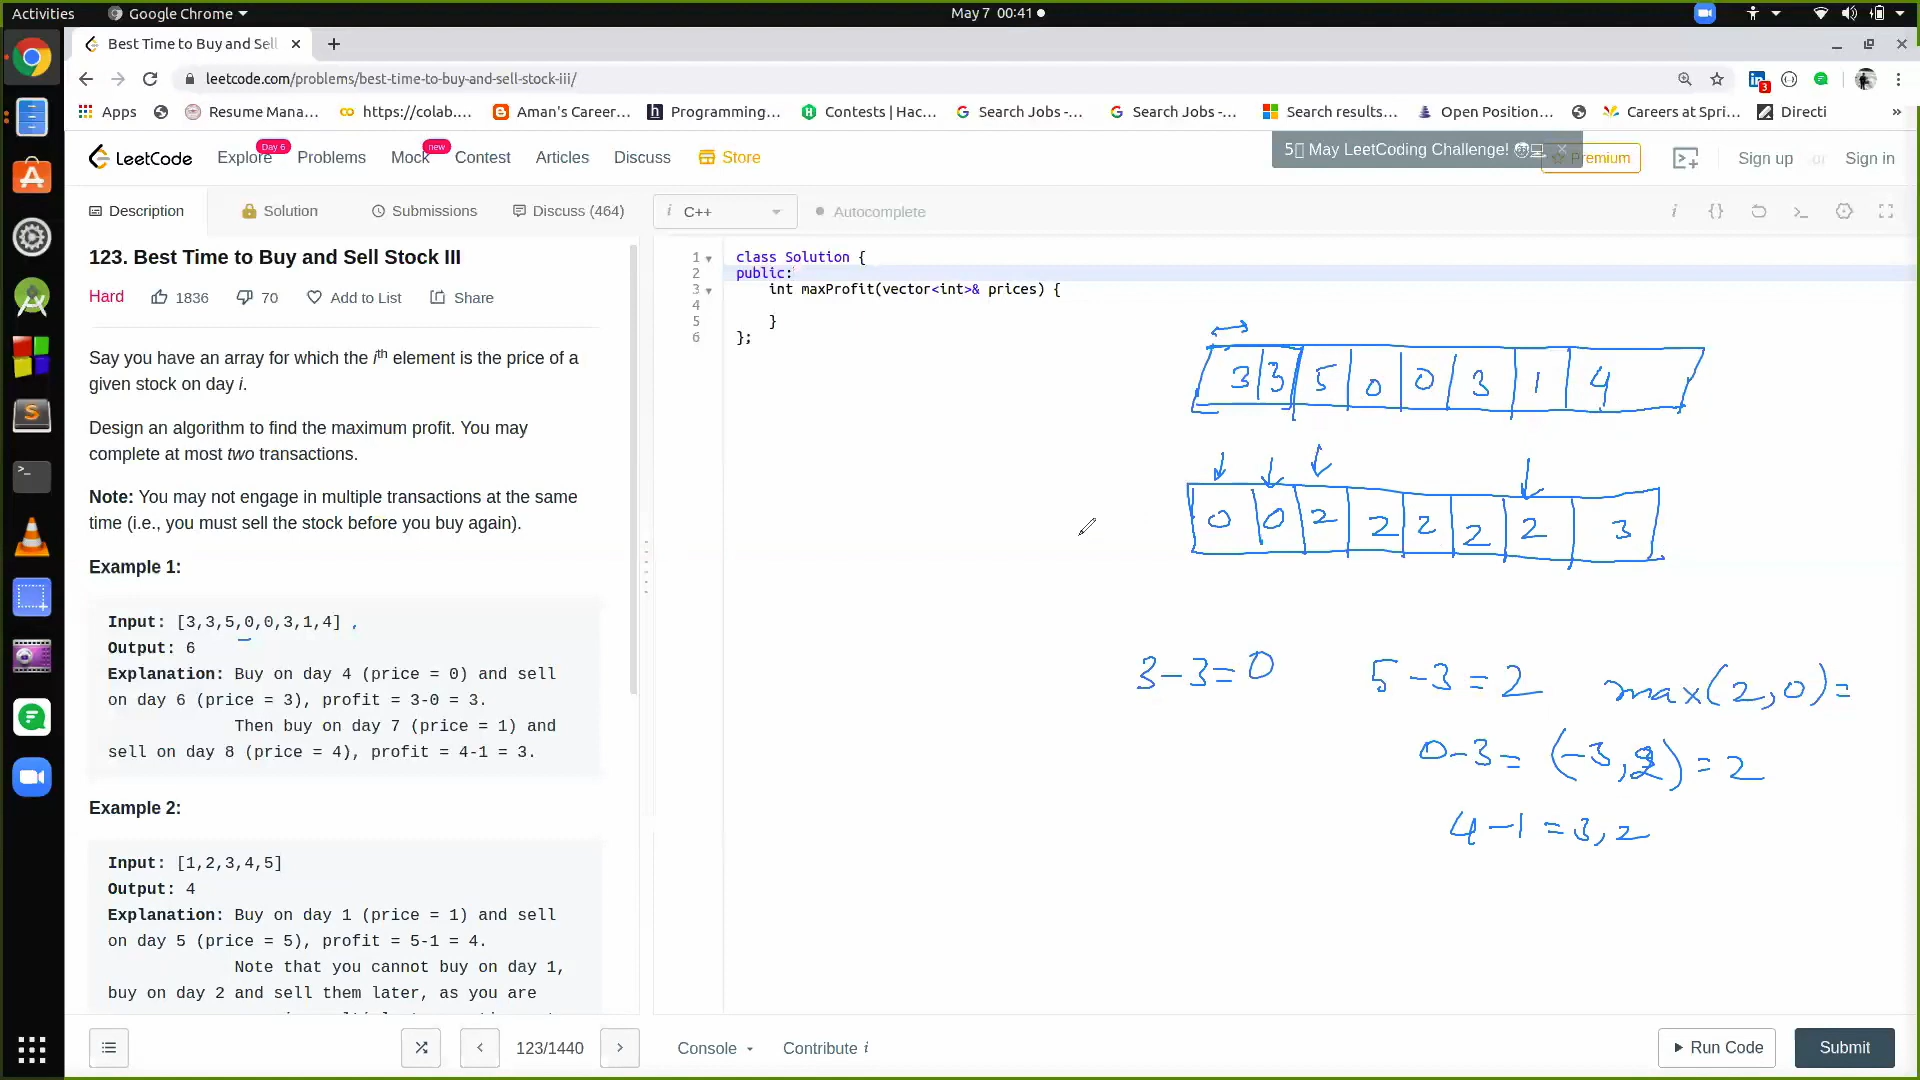 Activities Google Chrome May 7 00:41
Best Time to Buy and Sell
leetcode.com/problems/best-time-to-buy-and-sell-stock-iii/ 3
Apps Resume Mana... https://colab.... Aman's Career... Programming... Contests | Hac... Search Jobs -... Search Jobs -... Search results... Open Position... Careers at Spri... Directi »
LeetCode Explore Day 6 Problems Mock new Contest Articles Discuss Store May LeetCoding Challenge! Premium Sign up or Sign in
Description Solution Submissions Discuss (464) i C++ Autocomplete
123. Best Time to Buy and Sell Stock III
Hard 1836 70 Add to List Share
Say you have an array for which the ith element is the price of a
given stock on day i.
Design an algorithm to find the maximum profit. You may
complete at most two transactions.
Note: You may not engage in multiple transactions at the same
time (i.e., you must sell the stock before you buy again).
Example 1:
Input: [3,3,5,0,0,3,1,4]
Output: 6
Explanation: Buy on day 4 (price = 0) and sell
on day 6 (price = 3), profit = 3-0 = 3.
Then buy on day 7 (price = 1) and
sell on day 8 (price = 4), profit = 4-1 = 3.
Example 2:
Input: [1,2,3,4,5]
Output: 4
Explanation: Buy on day 1 (price = 1) and sell
on day 5 (price = 5), profit = 5-1 = 4.
Note that you cannot buy on day 1,
buy on day 2 and sell them later, as you are
1 class Solution {
2 public:
3 int maxProfit(vector<int>& prices) {
4
5 }
6 };
3 3 5 0 0 3 1 4
0 0 2 2 2 2 2 3
3-3=0 5-3=2 max(2,0)=
0-3= (-3,2) = 2
4-1=3,2
123/1440 Console Contribute i Run Code Submit